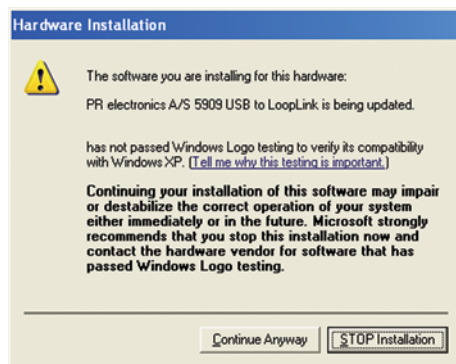 Hardware Installation
The software you are installing for this hardware:
PR electronics A/S 5909 USB to LoopLink is being updated.
has not passed Windows Logo testing to verify its compatibility
with Windows XP. (Tell me why this testing is important.)
Continuing your installation of this software may impair
or destabilize the correct operation of your system
either immediately or in the future. Microsoft strongly
recommends that you stop this installation now and
contact the hardware vendor for software that has
passed Windows Logo testing.
Continue Anyway STOP Installation